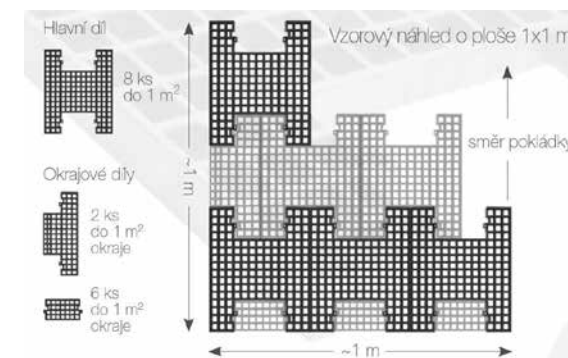 Hlavní díl
8 ks
do 1 m²
Okrajové díly
2 ks
do 1 m²
okraje
6 ks
do 1 m²
okraje
Vzorový náhled o ploše 1x1 m
směr pokládky
~1 m
~1 m